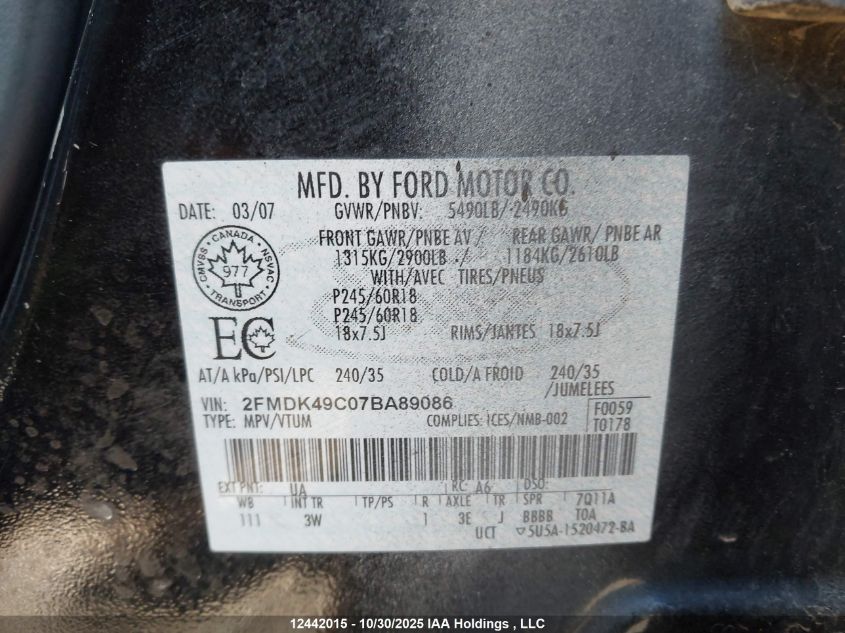 MFD. BY FORD MOTOR CO.
DATE: 03/07 GVWR/PNBV: 5490LB/ 2490KG
FRONT GAWR/PNBE AV / REAR GAWR/ PNBE AR
1315KG/2900LB / 1184KG/2610LB
WITH/AVEC TIRES/PNEUS
CANADA
CMVSS 977 NSVAC
TRANSPORT
P245/60R18
P245/60R18
18x7.5J RIMS/JANTES 18x7.5J
EC
AT/A kPa/PSI/LPC 240/35 COLD/A FROID 240/35
/JUMELEES
VIN: 2FMDK49C07BA89086 F0059
TYPE: MPV/VTUM COMPLIES: ICES/NMB-002 T0178
EXT PNT: UA RC A6 DSO:
WB INT TR TP/PS R AXLE TR SPR 7Q11A
111 3W 1 3E J BBBB TOA
UCT ▽5U5A-1520472-BA
12442015 - 10/30/2025 IAA Holdings , LLC